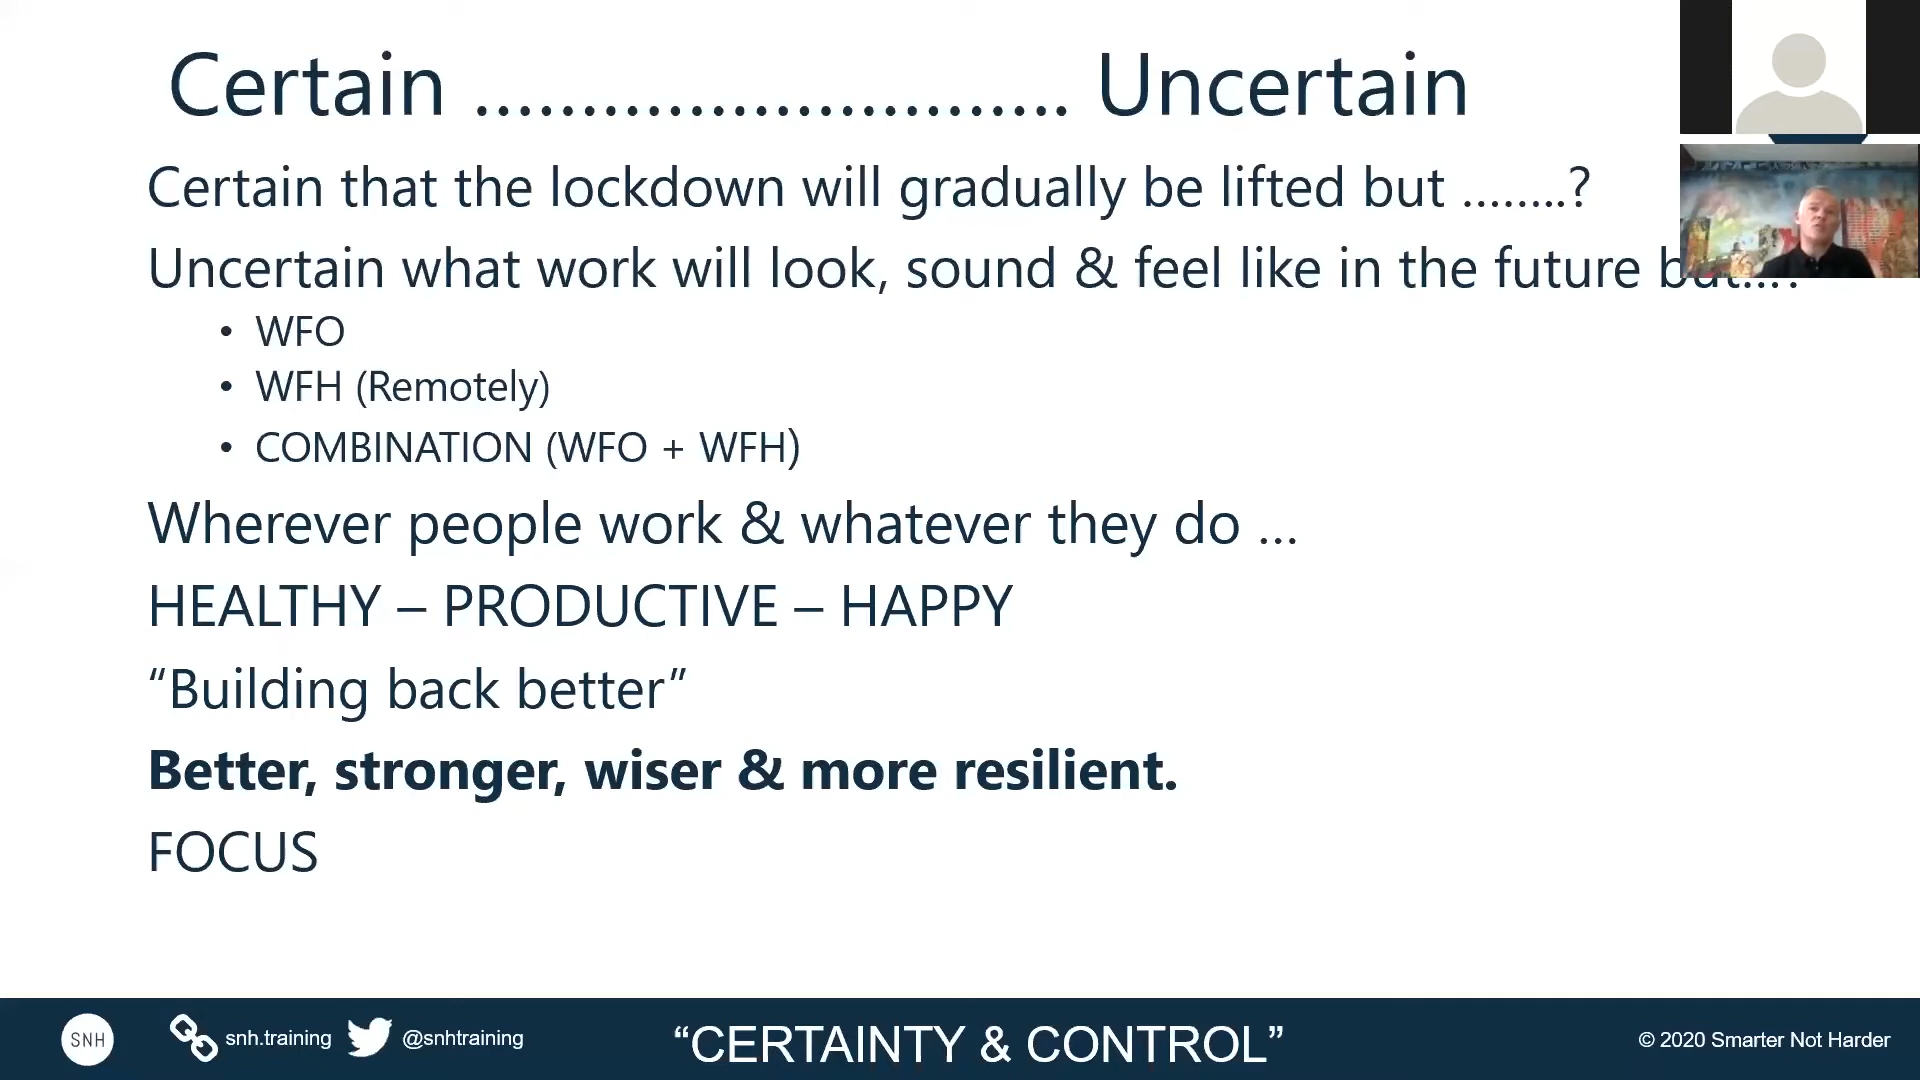 Certain ............................ Uncertain
Certain that the lockdown will gradually be lifted but ........?
Uncertain what work will look, sound & feel like in the future but...?
• WFO
• WFH (Remotely)
• COMBINATION (WFO + WFH)
Wherever people work & whatever they do ...
HEALTHY – PRODUCTIVE – HAPPY
“Building back better”
Better, stronger, wiser & more resilient.
FOCUS
SNH
snh.training
@snhtraining
“CERTAINTY & CONTROL”
© 2020 Smarter Not Harder